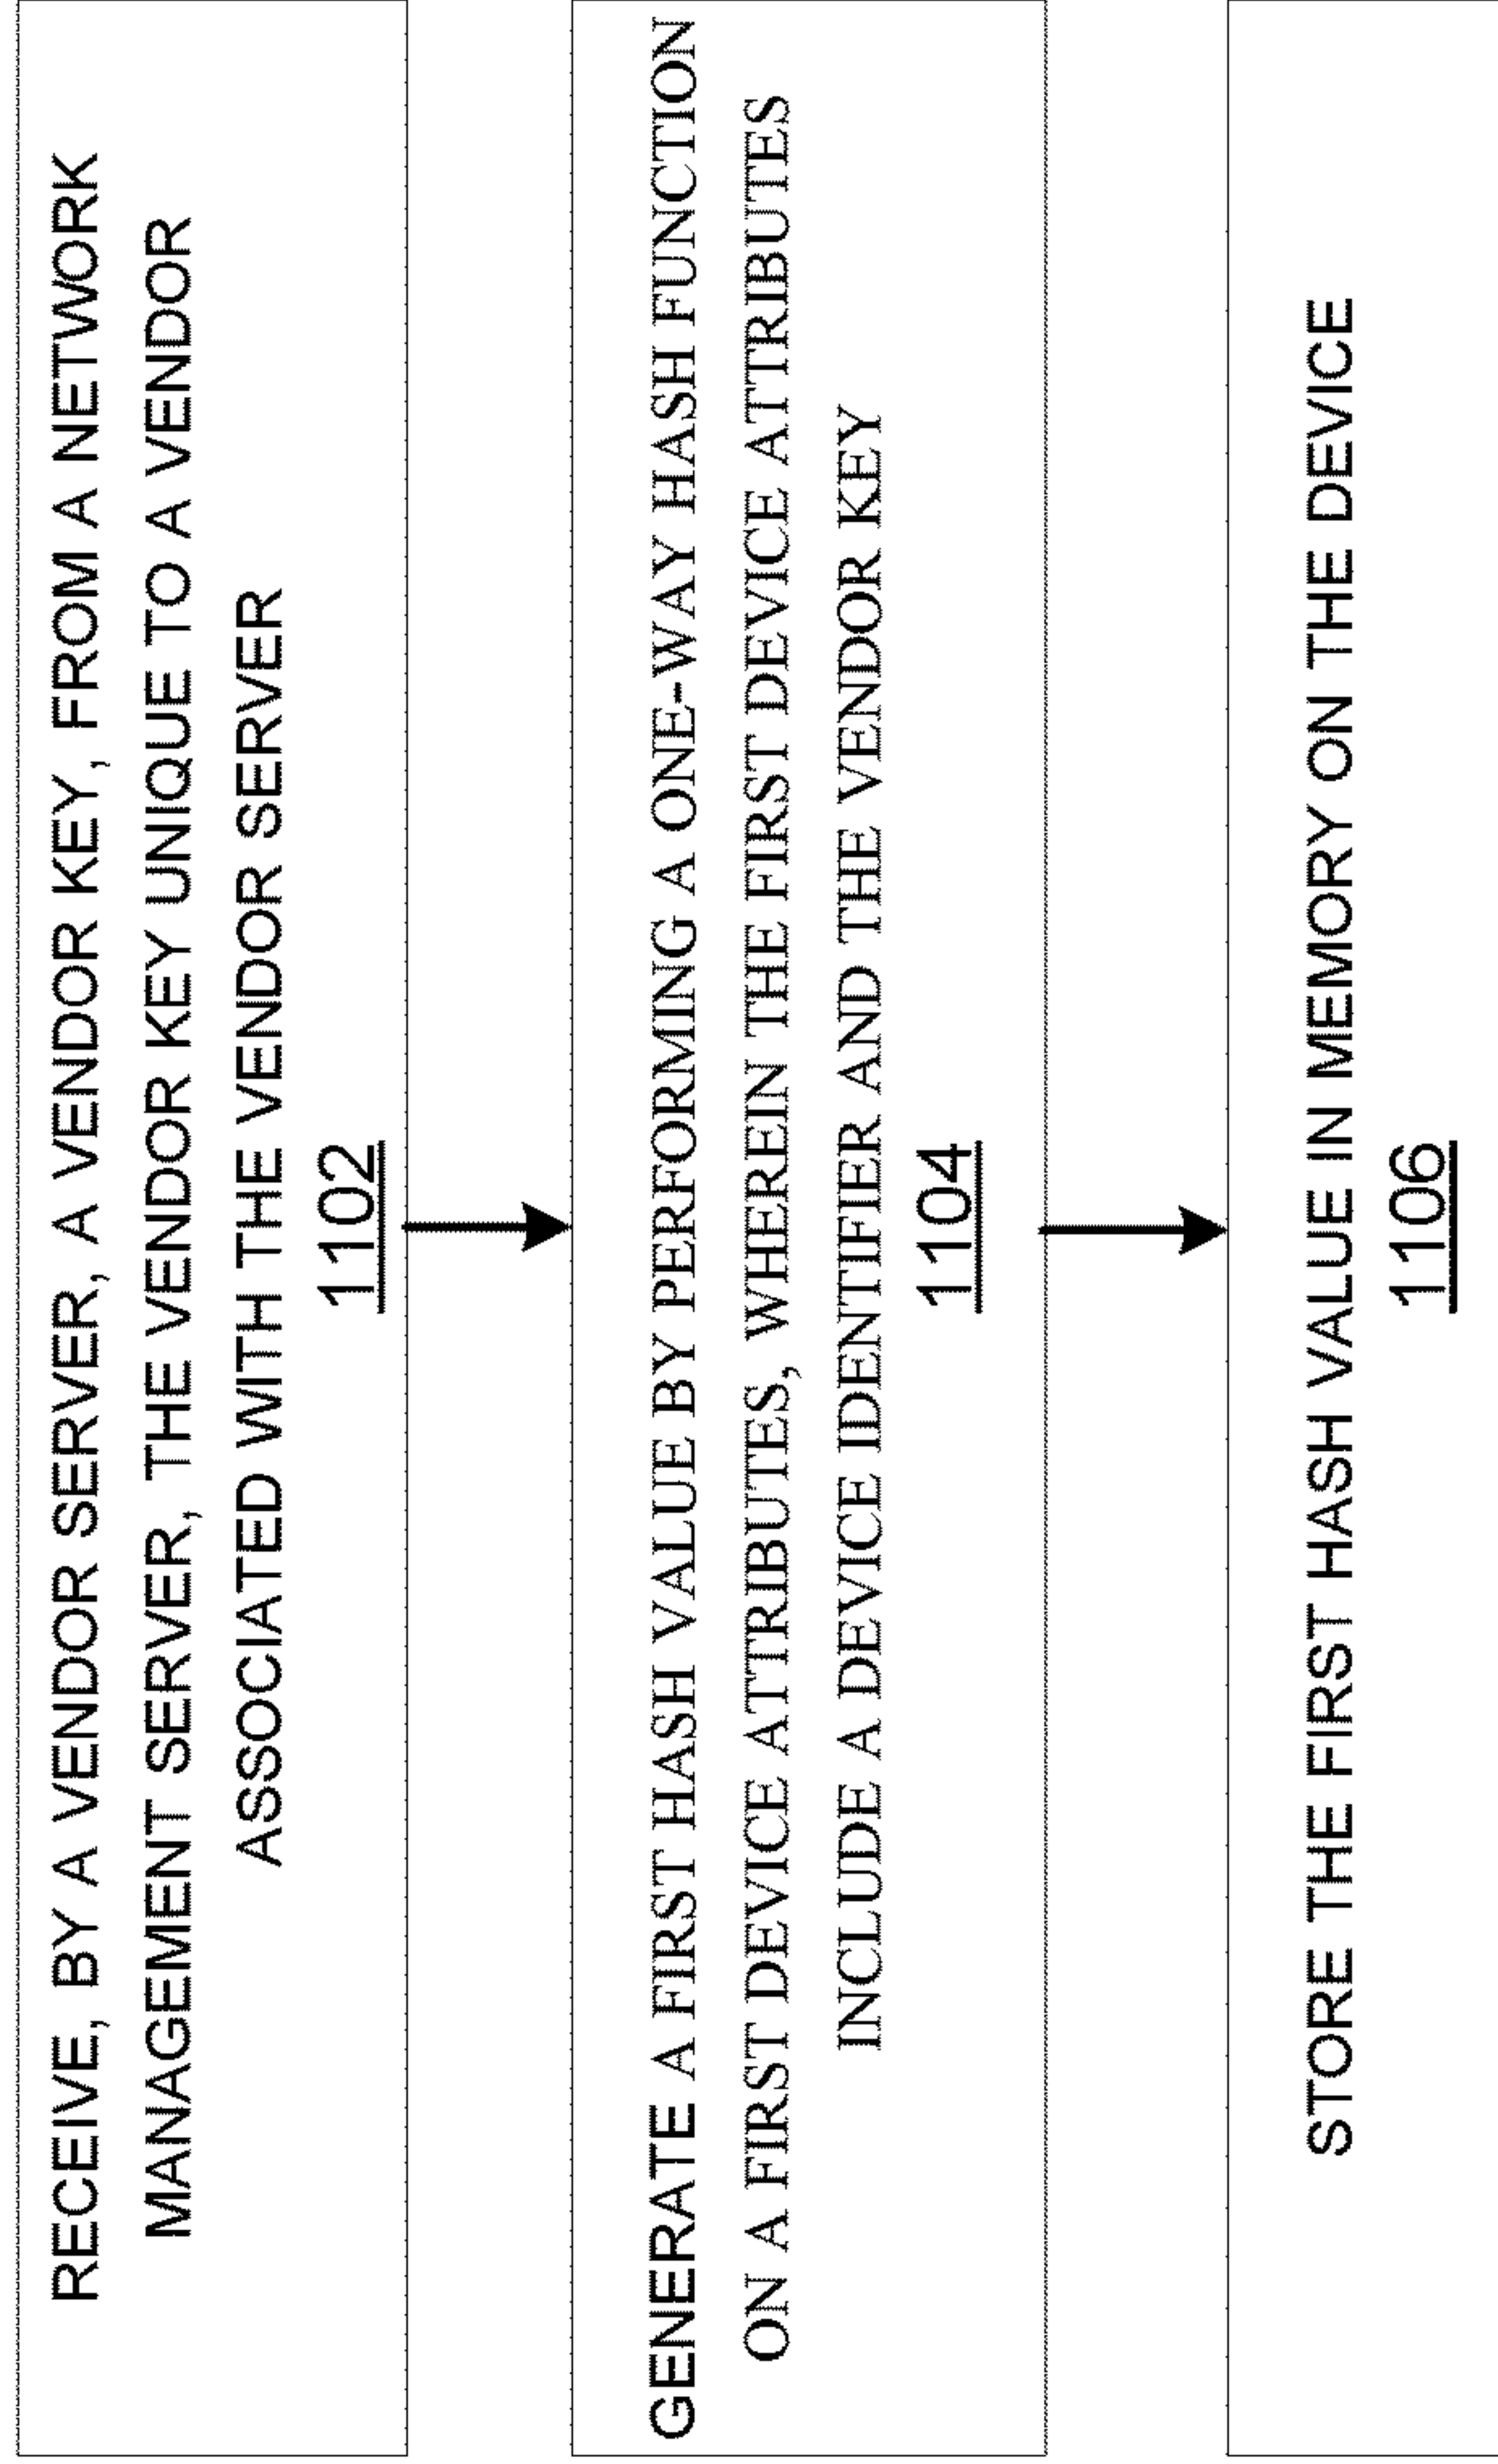 RECEIVE, BY A VENDOR SERVER, A VENDOR KEY, FROM A NETWORK
MANAGEMENT SERVER, THE VENDOR KEY UNIQUE TO A VENDOR
ASSOCIATED WITH THE VENDOR SERVER
1102
GENERATE A FIRST HASH VALUE BY PERFORMING A ONE-WAY HASH FUNCTION
ON A FIRST DEVICE ATTRIBUTES, WHEREIN THE FIRST DEVICE ATTRIBUTES
INCLUDE A DEVICE IDENTIFIER AND THE VENDOR KEY
1104
STORE THE FIRST HASH VALUE IN MEMORY ON THE DEVICE
1106